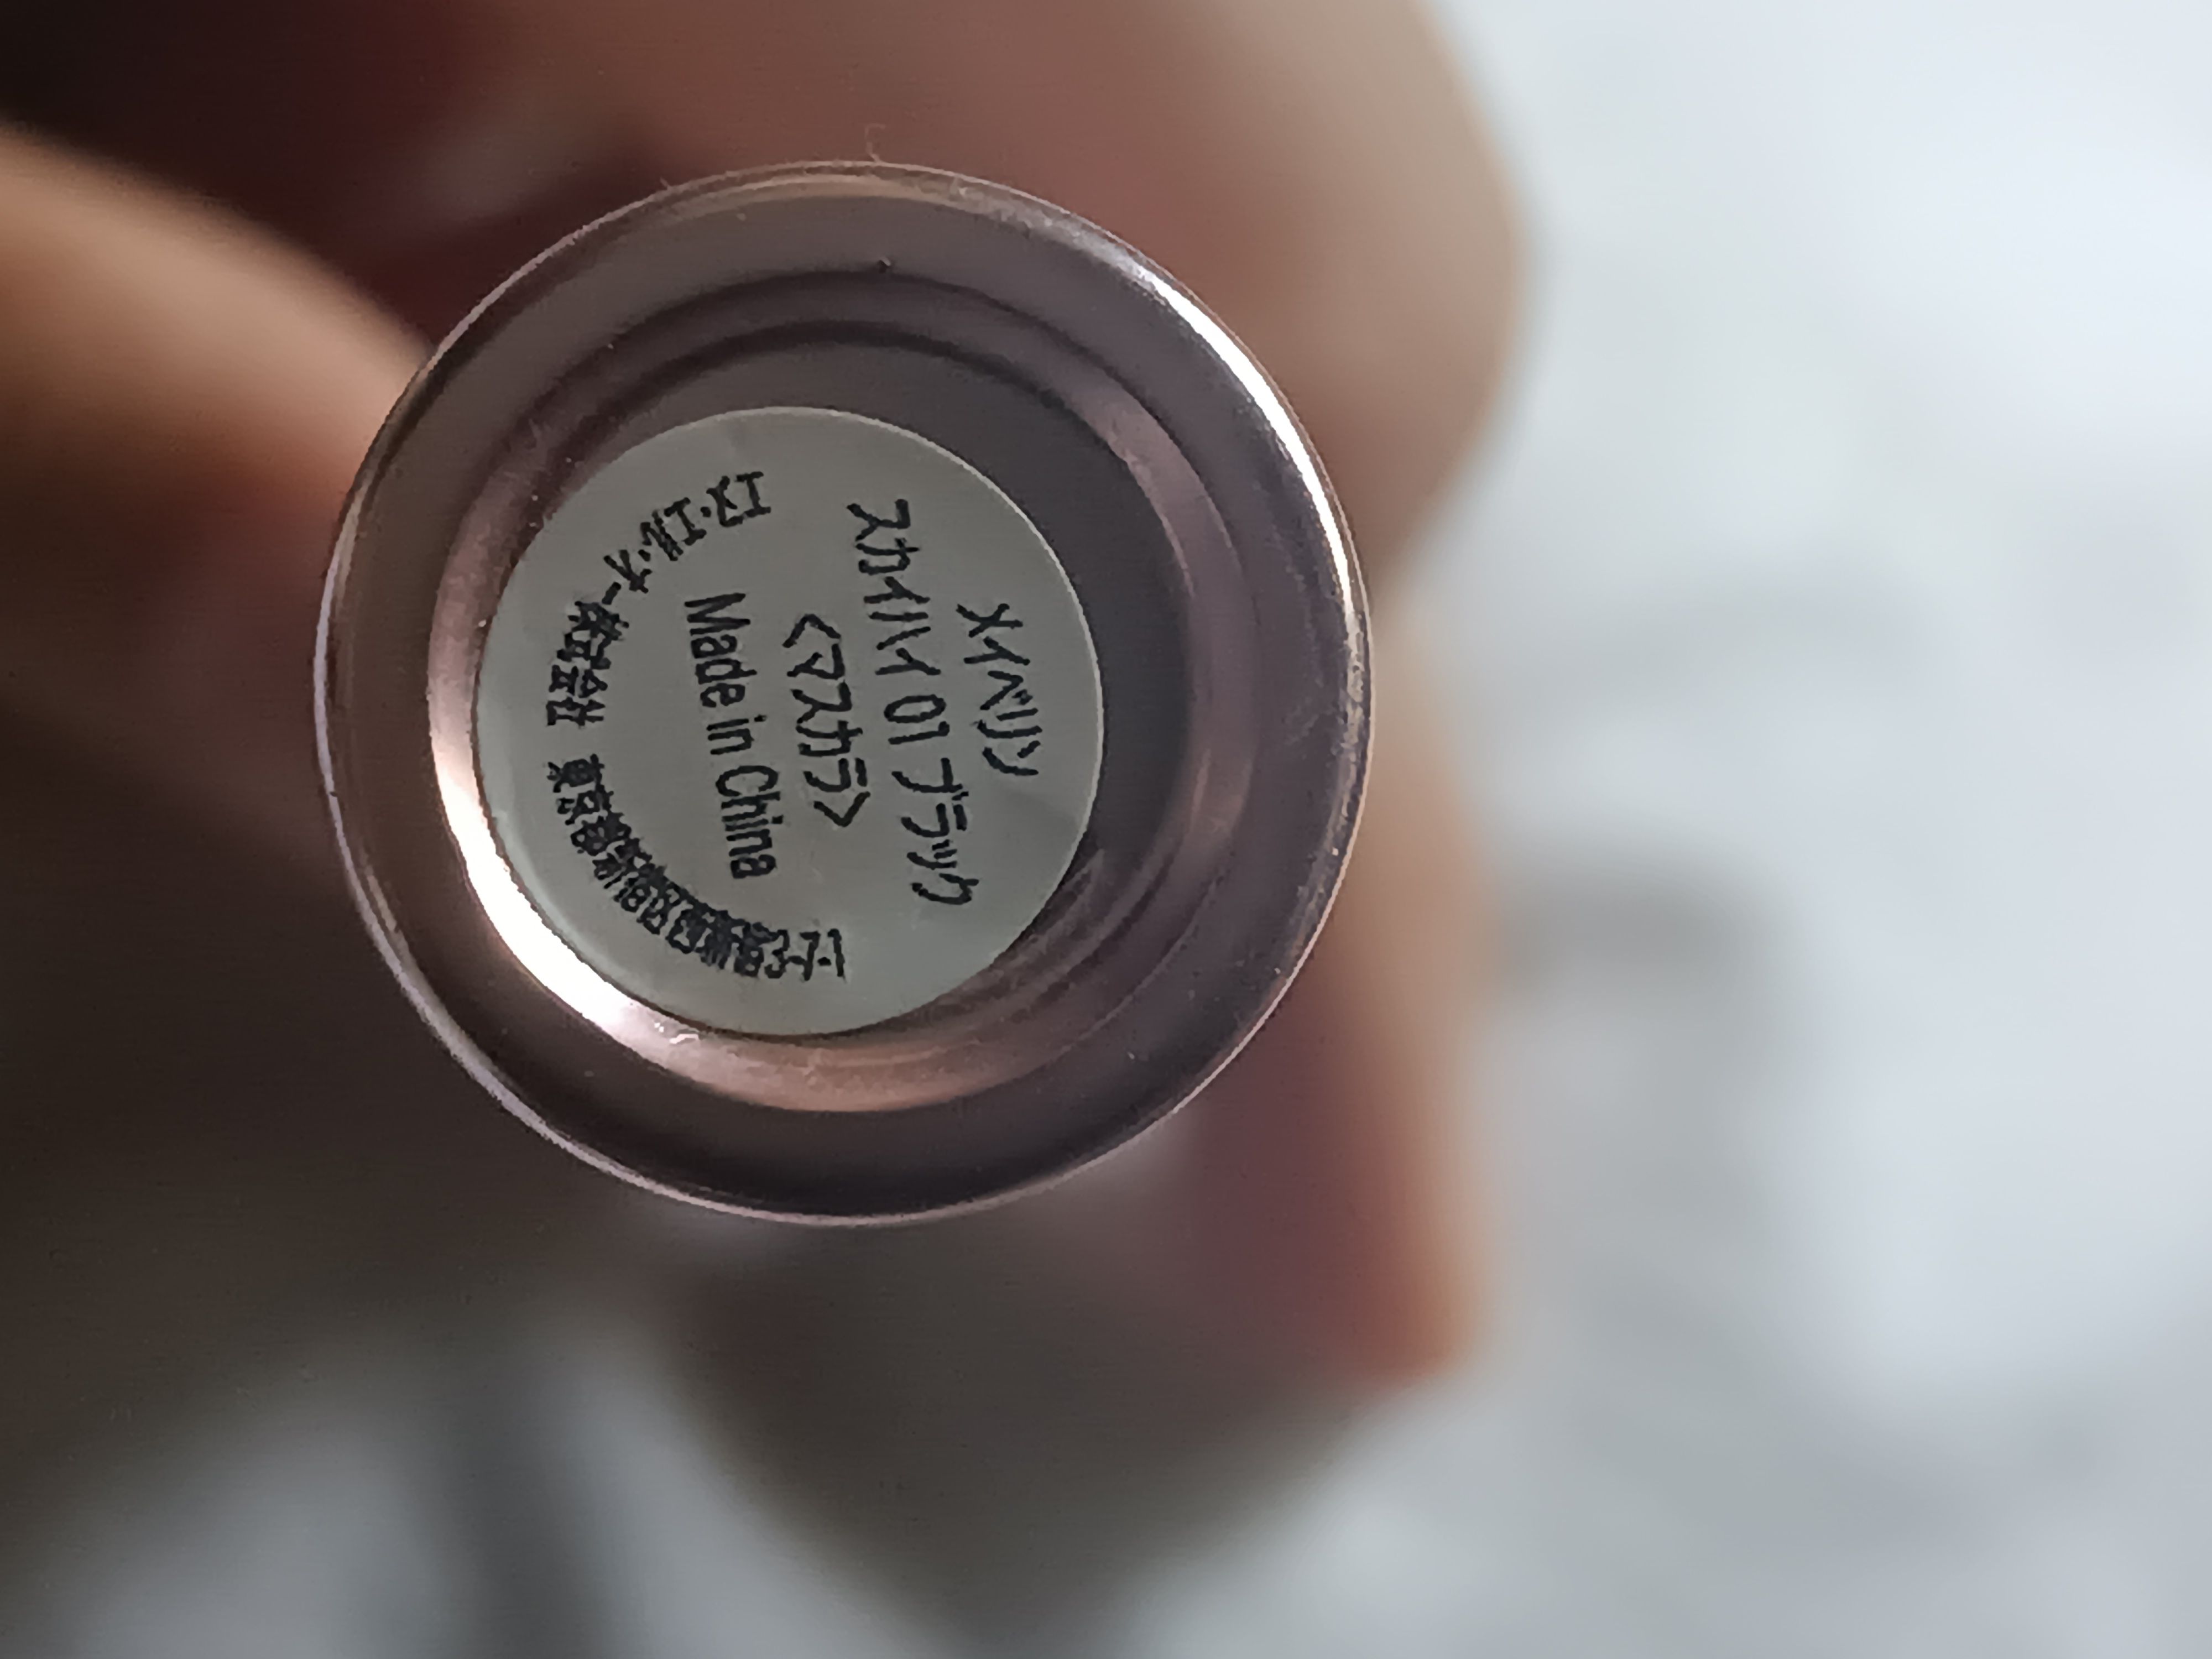 メイベリン
スカイハイ 01 ブラック
<マスカラ>
Made in China
エヌ・エル・オー株式会社 東京都新宿区西新宿3-7-1